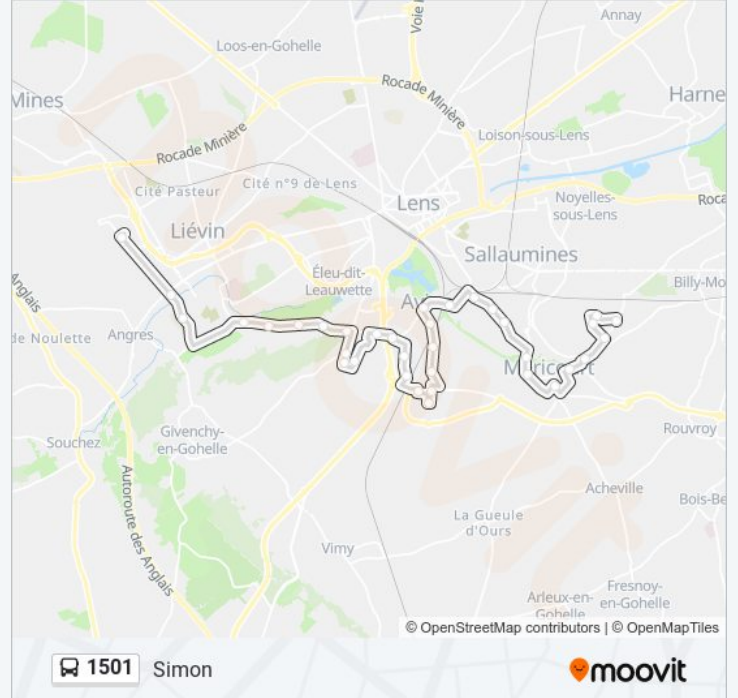 Annay
Loos-en-Gohelle
Rocade Minière
Mines
Harne
Loison-sous-Lens
Rocade Minière
Cité Pasteur
Cité n°9 de Lens
Noyelles-
sous-Lens
Roca
Lens
Liévin
Sallaumines
Éleu-dit-
Leauwette
Billy-Mo
Anglais
de Noulette
Angres
Rouvroy
Souchez
Givenchy-
en-Gohelle
Autoroute des Anglais
Acheville
Bois-Be
La Gueule
d'Ours
Vimy
Fresnoy-
en-Gohelle
Arleux-en-
Gohelle
© OpenStreetMap contributors | © OpenMapTiles
1501 Simon
moovit